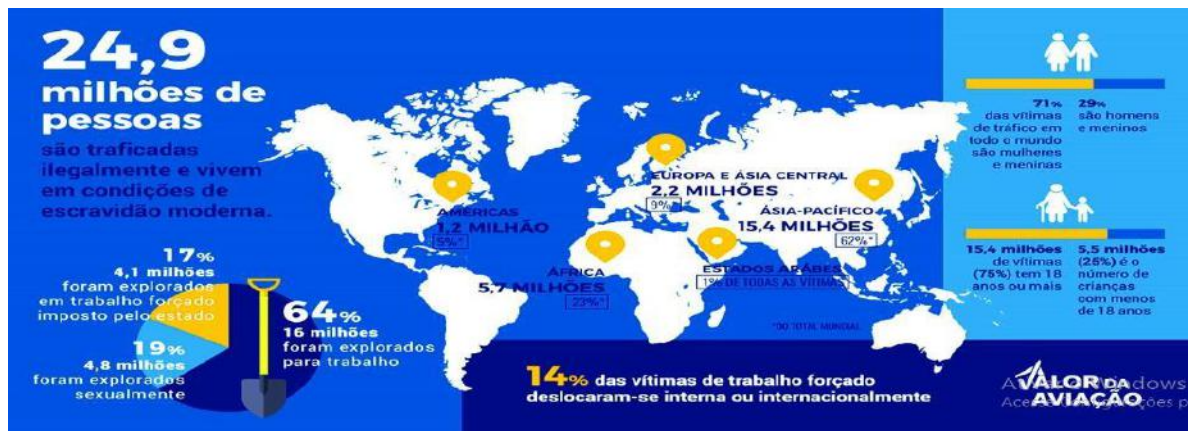 24,9
milhões de
pessoas
são traficadas
ilegalmente e vivem
em condições de
escravidão moderna.
17%
4,1 milhões
foram explorados
em trabalho forçado
imposto pelo estado
19%
4,8 milhões
foram explorados
sexualmente
64%
16 milhões
foram explorados
para trabalho
AMÉRICAS
1,2 MILHÃO
5%*
EUROPA E ÁSIA CENTRAL
2,2 MILHÕES
9%*
ÁSIA-PACÍFICO
15,4 MILHÕES
62%*
ÁFRICA
5,7 MILHÕES
23%*
ESTADOS ARÁBES
1% DE TODAS AS VÍTIMAS
*DO TOTAL MUNDIAL
14% das vítimas de trabalho forçado
deslocaram-se interna ou internacionalmente
71%
das vítimas
de tráfico em
todo o mundo
são mulheres
e meninas
29%
são homens
e meninos
15,4 milhões
de vítimas
(75%) tem 18
anos ou mais
5,5 milhões
(25%) é o
número de
crianças
com menos
de 18 anos
VALOR DA
AVIAÇÃO